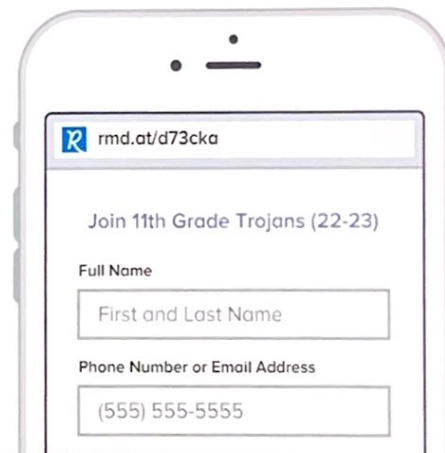 R rmd.at/d73cka
Join 11th Grade Trojans (22-23)
Full Name
First and Last Name
Phone Number or Email Address
(555) 555-5555